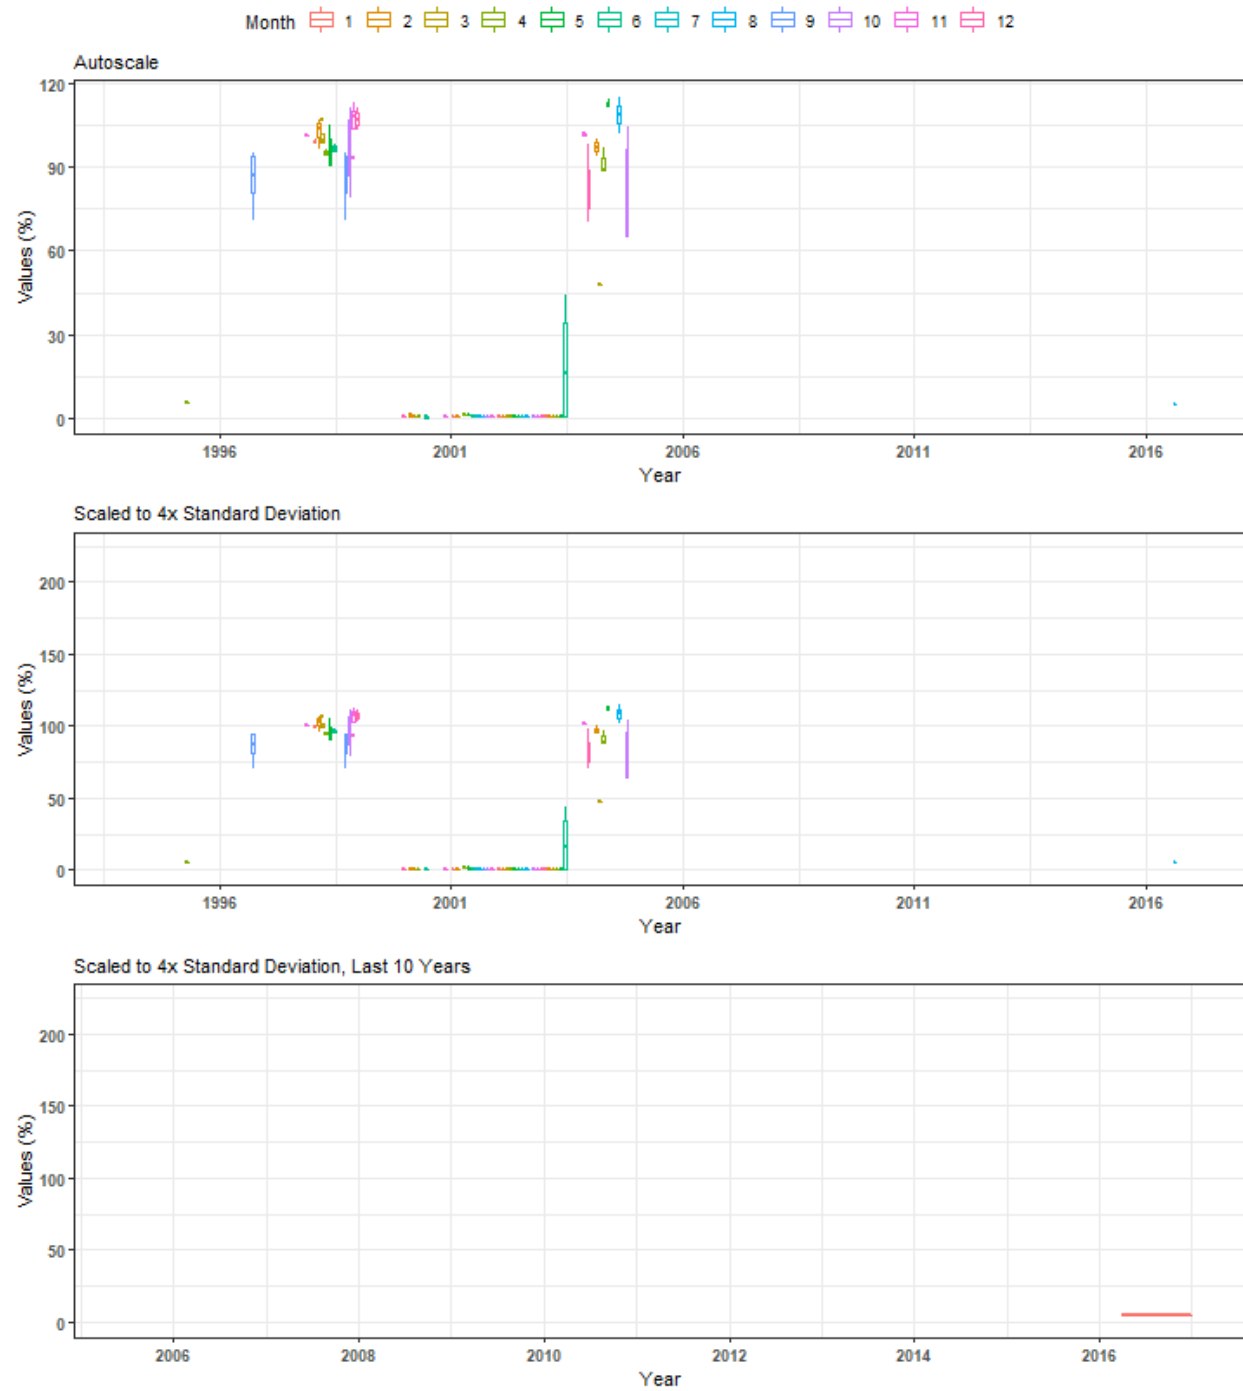 Month 1 2 3 4 5 6 7 8 9 10 11 12
Autoscale
120
90
60
30
0
Values (%)
1996 2001 2006 2011 2016
Year
Scaled to 4x Standard Deviation
200
150
100
50
0
Values (%)
1996 2001 2006 2011 2016
Year
Scaled to 4x Standard Deviation, Last 10 Years
200
150
100
50
0
Values (%)
2006 2008 2010 2012 2014 2016
Year